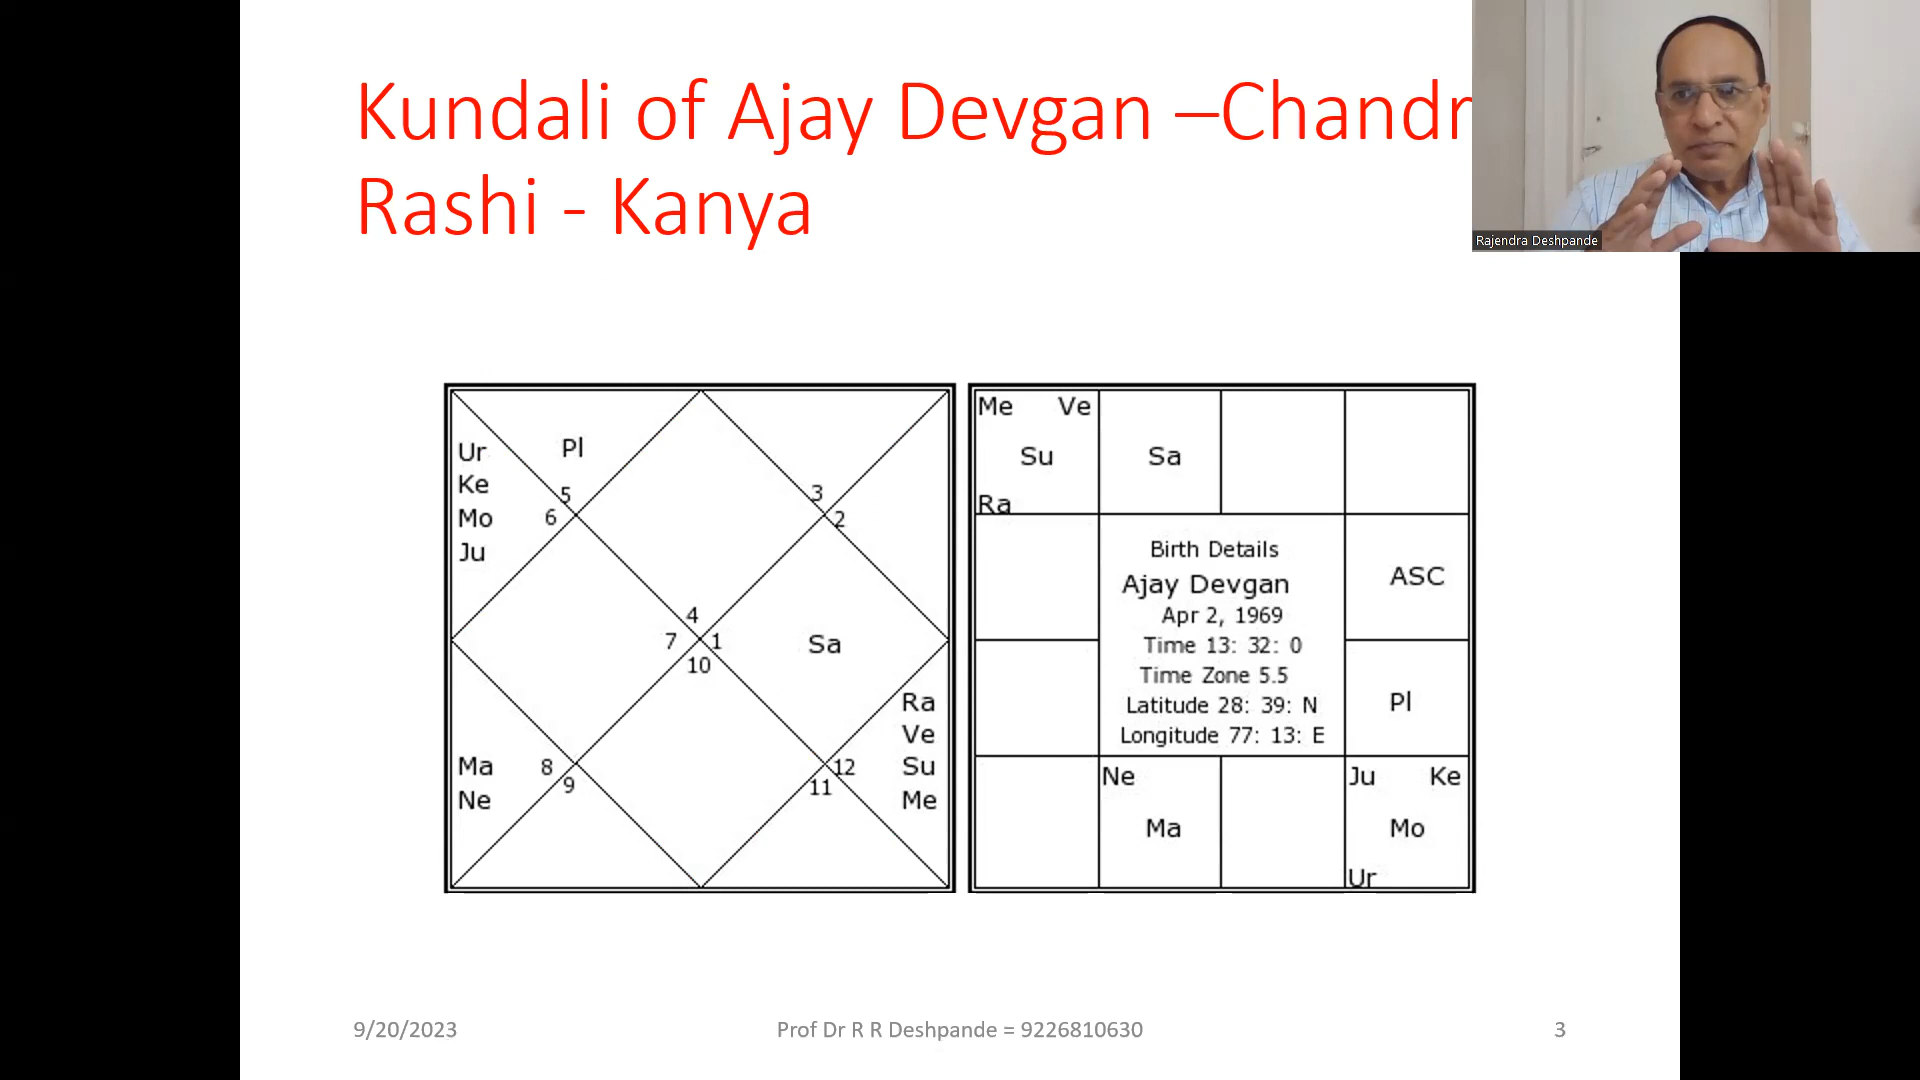 Kundali of Ajay Devgan –Chandr
Rashi - Kanya
Rajendra Deshpande
Ur
Ke
Mo
Ju
Pl
5
6
3
2
4
7
1
10
Sa
Ma
Ne
8
9
12
11
Ra
Ve
Su
Me
Me Ve
Su
Ra
Sa
Birth Details
Ajay Devgan
Apr 2, 1969
Time 13: 32: 0
Time Zone 5.5
Latitude 28: 39: N
Longitude 77: 13: E
ASC
Pl
Ne
Ma
Ju Ke
Mo
Ur
9/20/2023
Prof Dr R R Deshpande = 9226810630
3